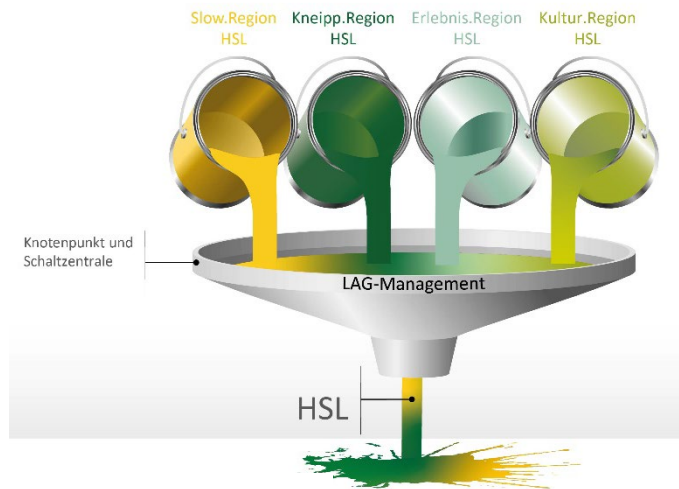 Slow.Region
HSL
Kneipp.Region
HSL
Erlebnis.Region
HSL
Kultur.Region
HSL
Knotenpunkt und
Schaltzentrale
LAG-Management
HSL